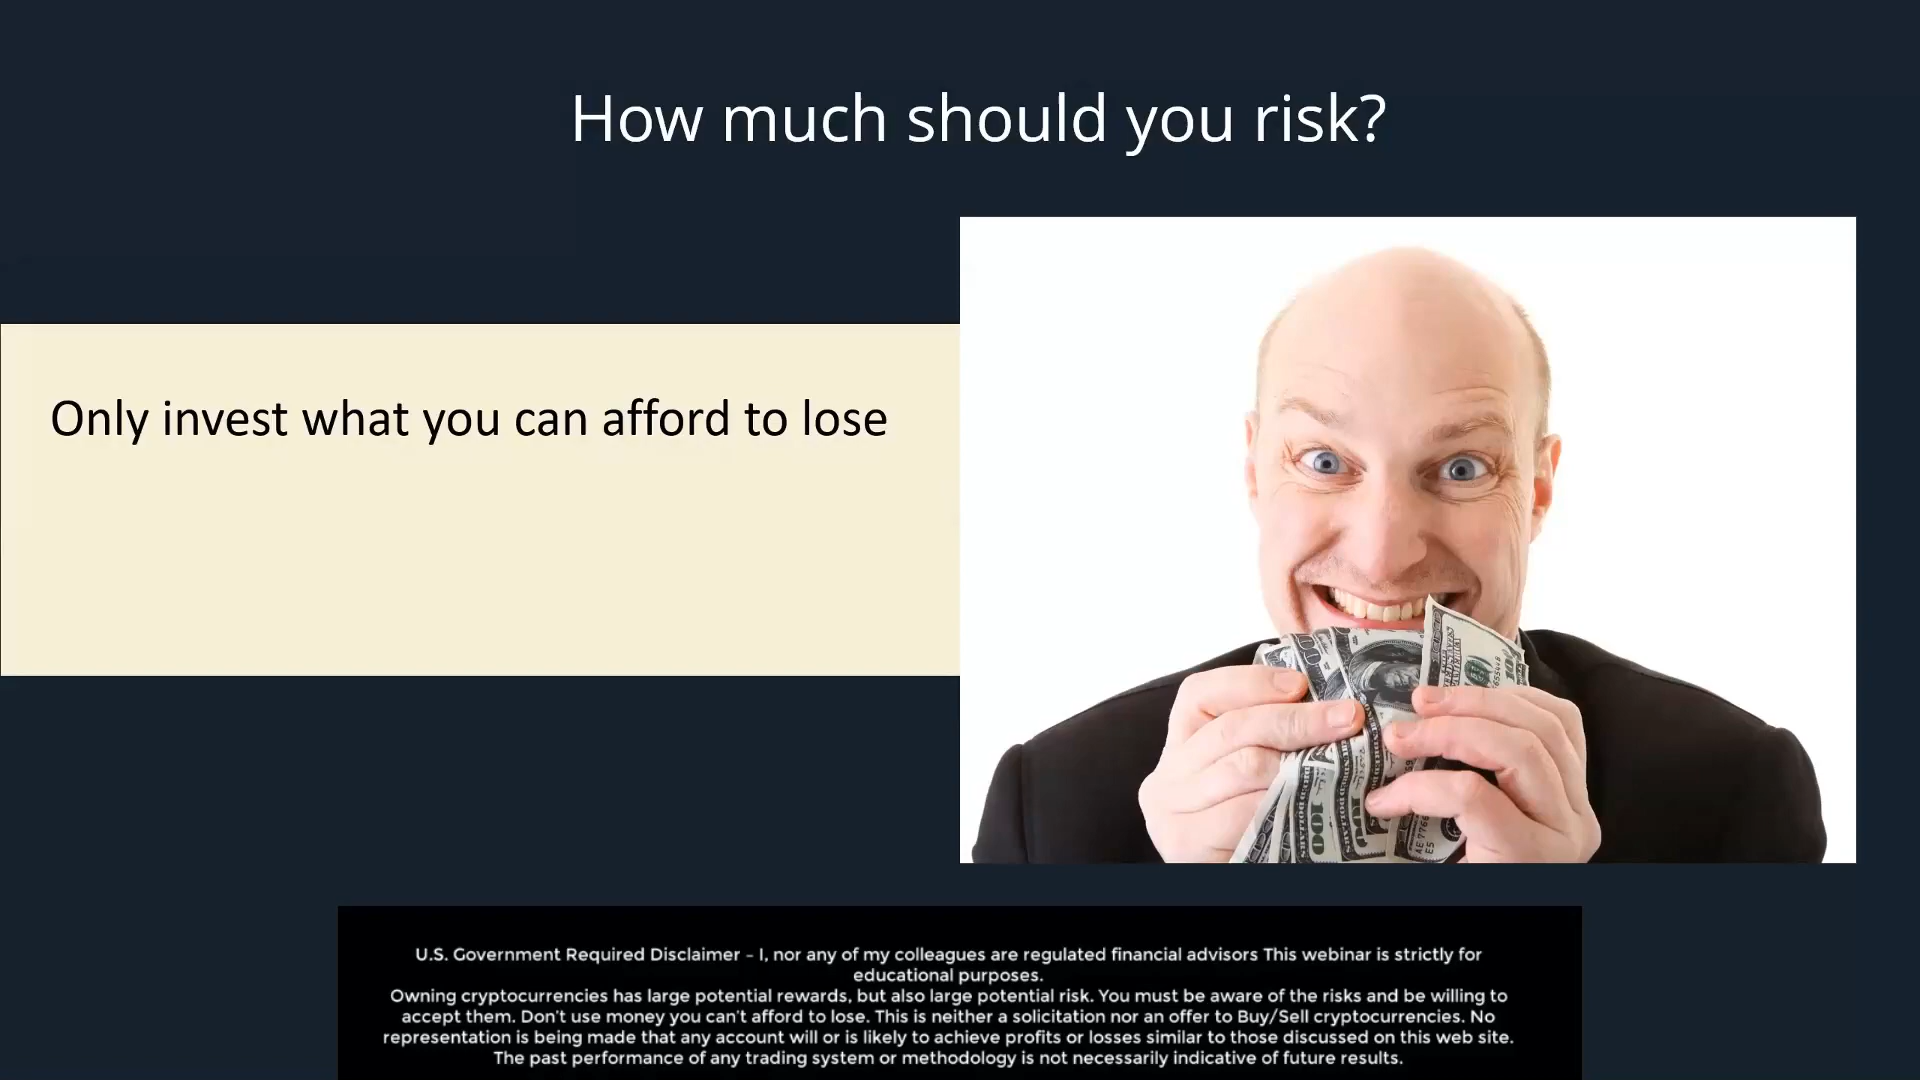 How much should you risk?
Only invest what you can afford to lose
U.S. Government Required Disclaimer – I, nor any of my colleagues are regulated financial advisors This webinar is strictly for
educational purposes.
Owning cryptocurrencies has large potential rewards, but also large potential risk. You must be aware of the risks and be willing to
accept them. Don't use money you can't afford to lose. This is neither a solicitation nor an offer to Buy/Sell cryptocurrencies. No
representation is being made that any account will or is likely to achieve profits or losses similar to those discussed on this web site.
The past performance of any trading system or methodology is not necessarily indicative of future results.